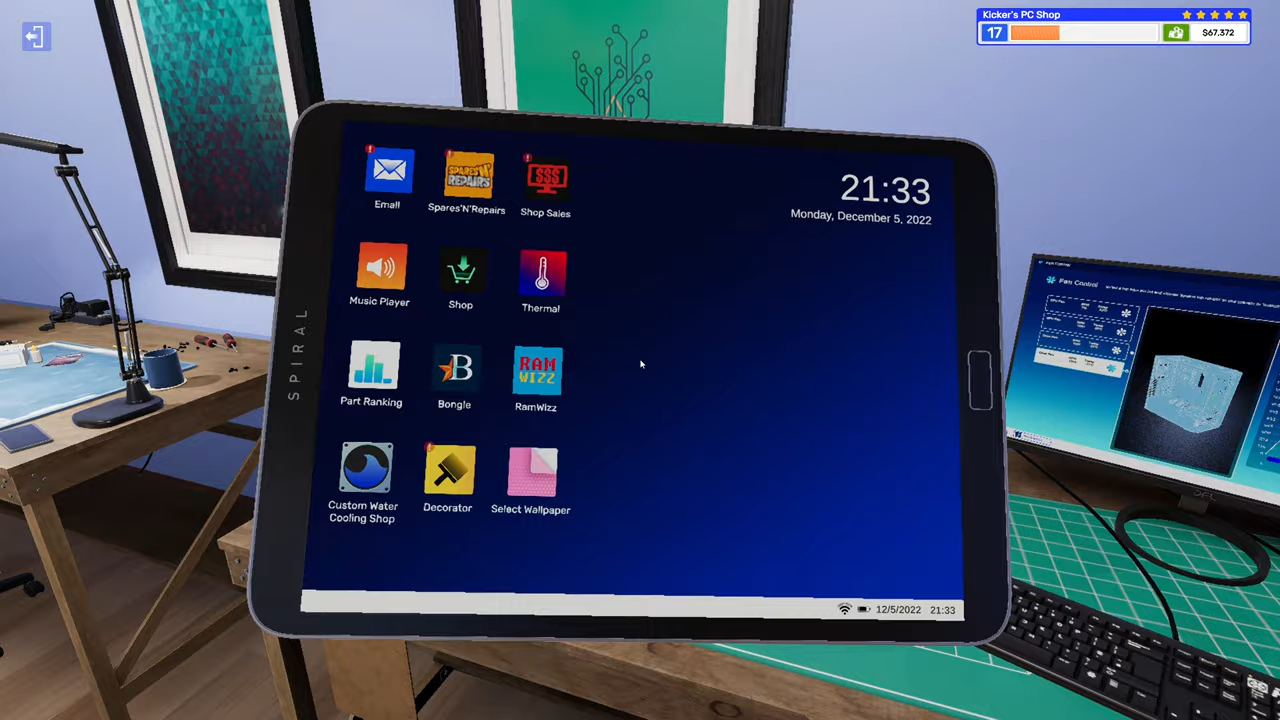 Kicker's PC Shop
17
$67.372
21:33
Monday, December 5, 2022
SPARES'N'REPAIRS
$$$
Email
Spares'N'Repairs
Shop Sales
Music Player
Shop
Thermal
B
RAM
WIZZ
Part Ranking
Bongle
RamWizz
Custom Water
Cooling Shop
Decorator
Select Wallpaper
12/5/2022
21:33
SPIRAL
Fan Control